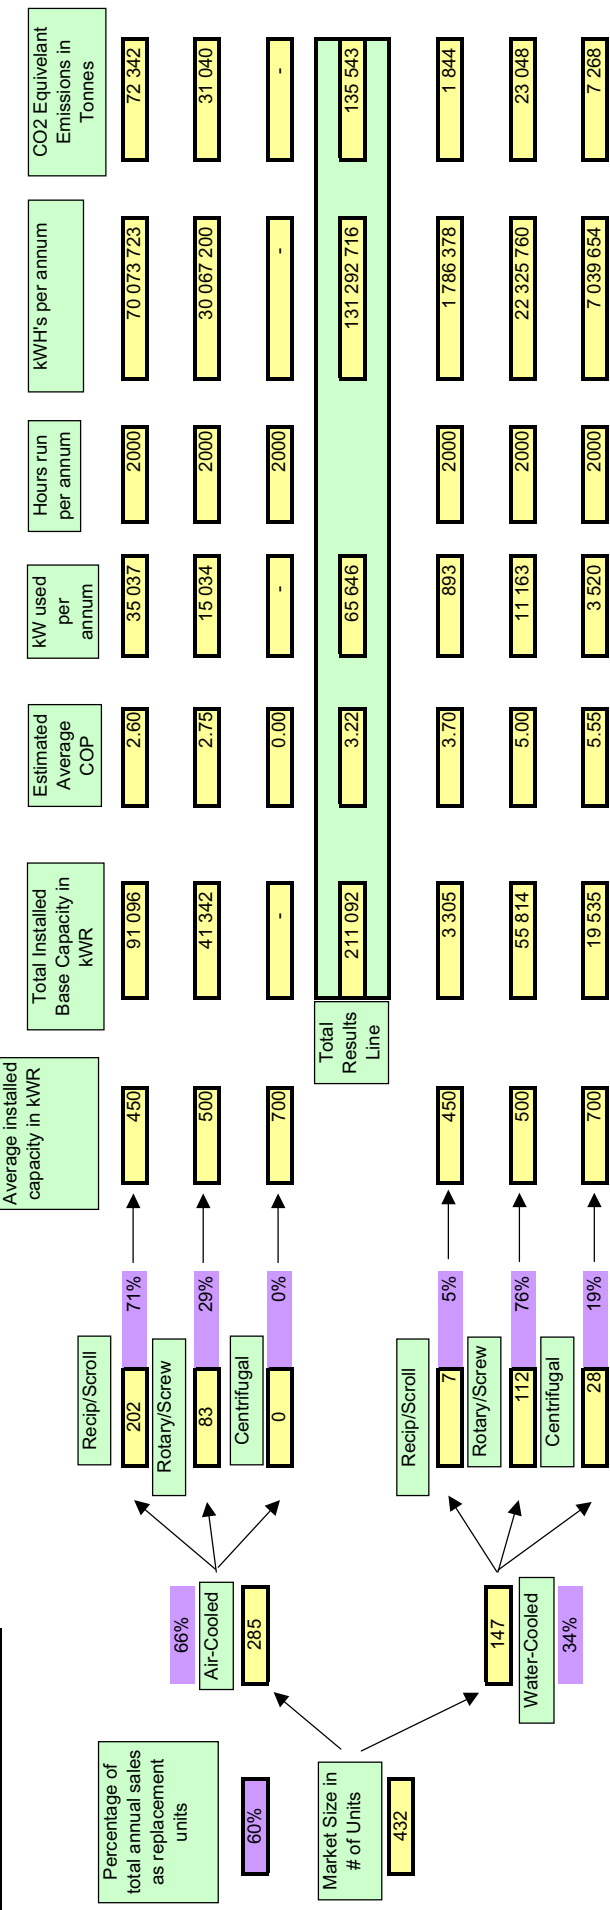 Percentage of
total annual sales
as replacement
units
60%
Market Size in
# of Units
432
66%
Air-Cooled
285
147
Water-Cooled
34%
Average installed
capacity in kWR
Total Installed
Base Capacity in
kWR
Estimated
Average
COP
kW used
per
annum
Hours run
per annum
kWH's per annum
CO2 Equivelant
Emissions in
Tonnes
Recip/Scroll
202 71% 450 91 096 2.60 35 037 2000 70 073 723 72 342
Rotary/Screw
83 29% 500 41 342 2.75 15 034 2000 30 067 200 31 040
Centrifugal
0 0% 700 - 0.00 - 2000 - -
Total
Results
Line
211 092 3.22 65 646 131 292 716 135 543
Recip/Scroll
7 5% 450 3 305 3.70 893 2000 1 786 378 1 844
Rotary/Screw
112 76% 500 55 814 5.00 11 163 2000 22 325 760 23 048
Centrifugal
28 19% 700 19 535 5.55 3 520 2000 7 039 654 7 268